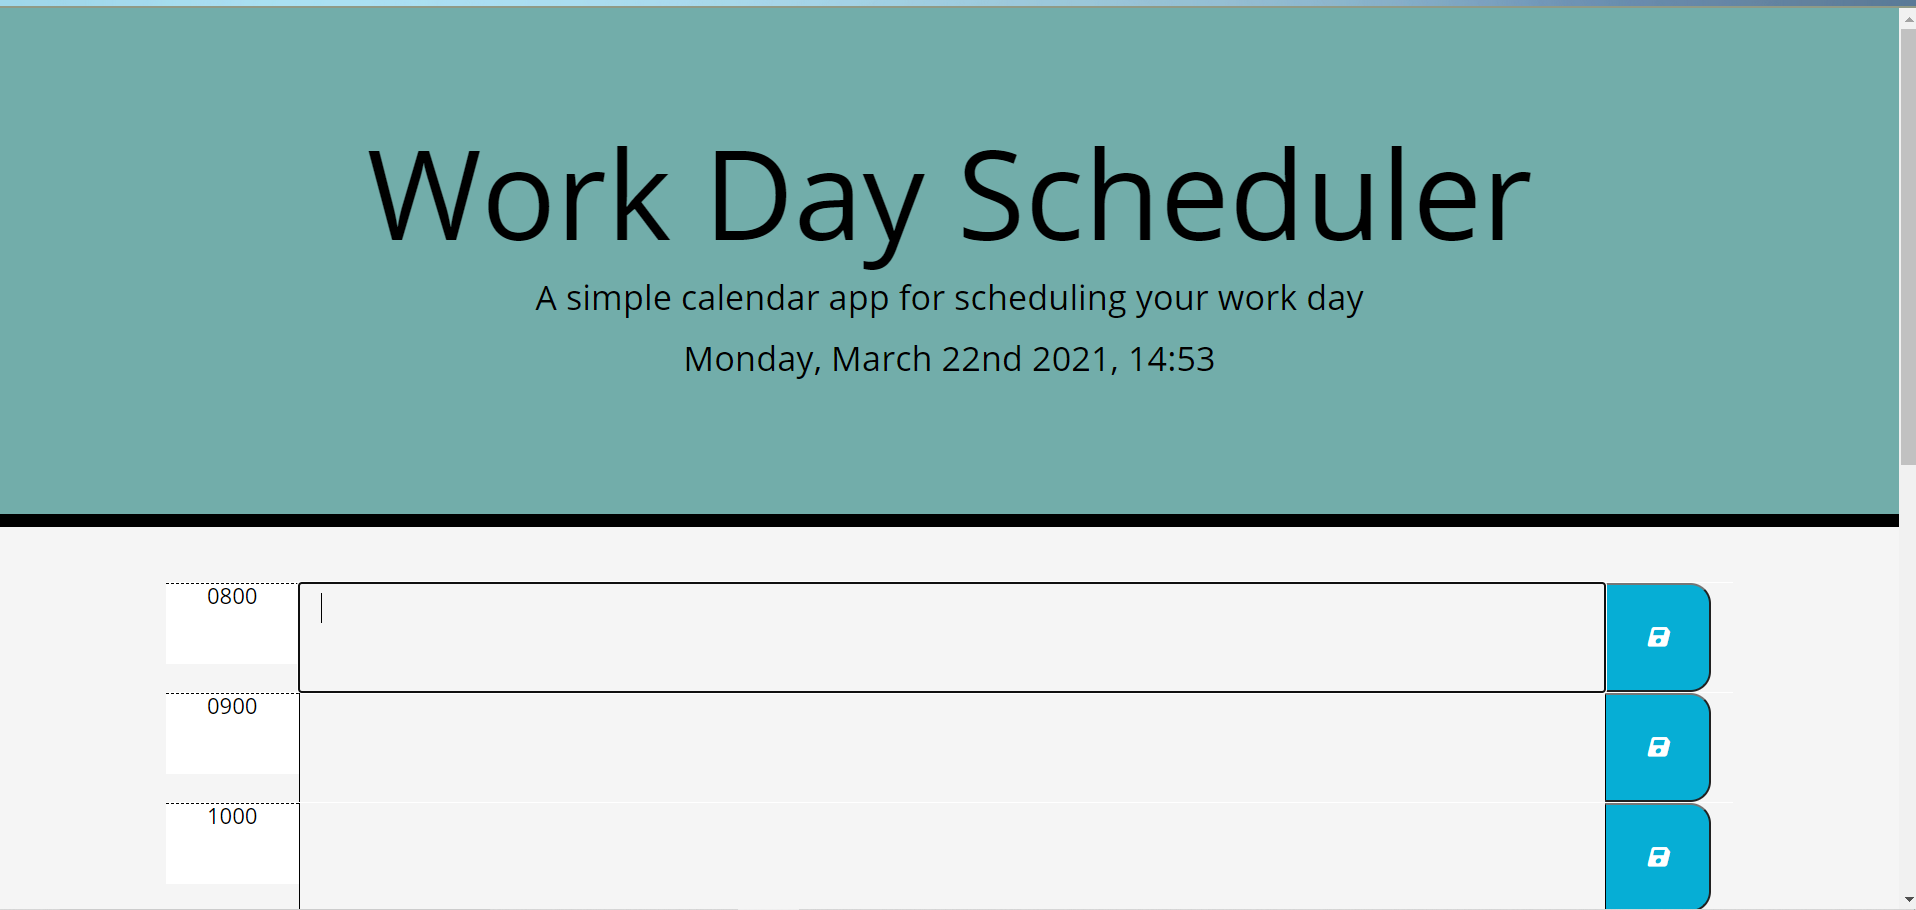 Work Day Scheduler
A simple calendar app for scheduling your work day
Monday, March 22nd 2021, 14:53
0800
0900
1000